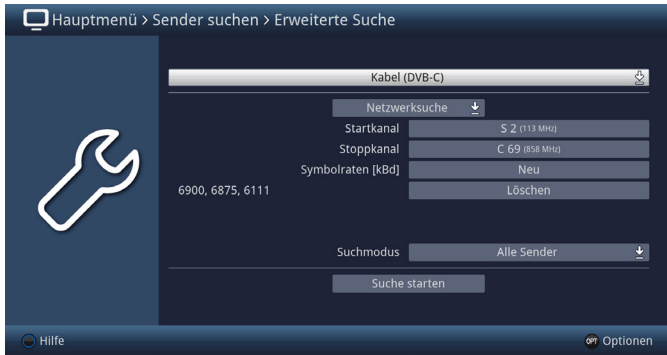 Hauptmenü > Sender suchen > Erweiterte Suche
Kabel (DVB-C)
Netzwerksuche
Startkanal S 2 (113 MHz)
Stoppkanal C 69 (858 MHz)
Symbolraten [kBd] Neu
6900, 6875, 6111 Löschen
Suchmodus Alle Sender
Suche starten
Hilfe OPT Optionen